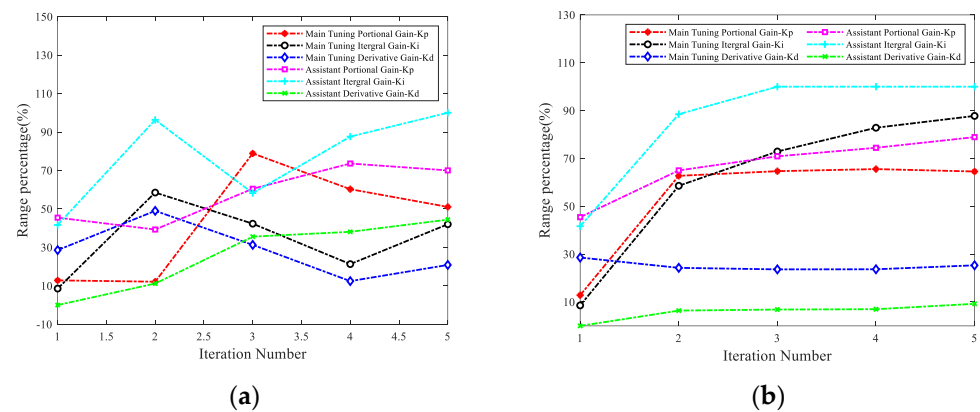 150
130
110
90
70
50
30
10
-10
Range percentage(%)
Main Tuning Portional Gain-Kp
Main Tuning Itergral Gain-Ki
Main Tuning Derivative Gain-Kd
Assistant Portional Gain-Kp
Assistant Itergral Gain-Ki
Assistant Derivative Gain-Kd
1 1.5 2 2.5 3 3.5 4 4.5 5
Iteration Number
(a)
130
110
90
70
50
30
10
Range percentage(%)
Main Tuning Portional Gain-Kp Assistant Portional Gain-Kp
Main Tuning Itergral Gain-Ki Assistant Itergral Gain-Ki
Main Tuning Derivative Gain-Kd Assistant Derivative Gain-Kd
1 2 3 4 5
Iteration Number
(b)